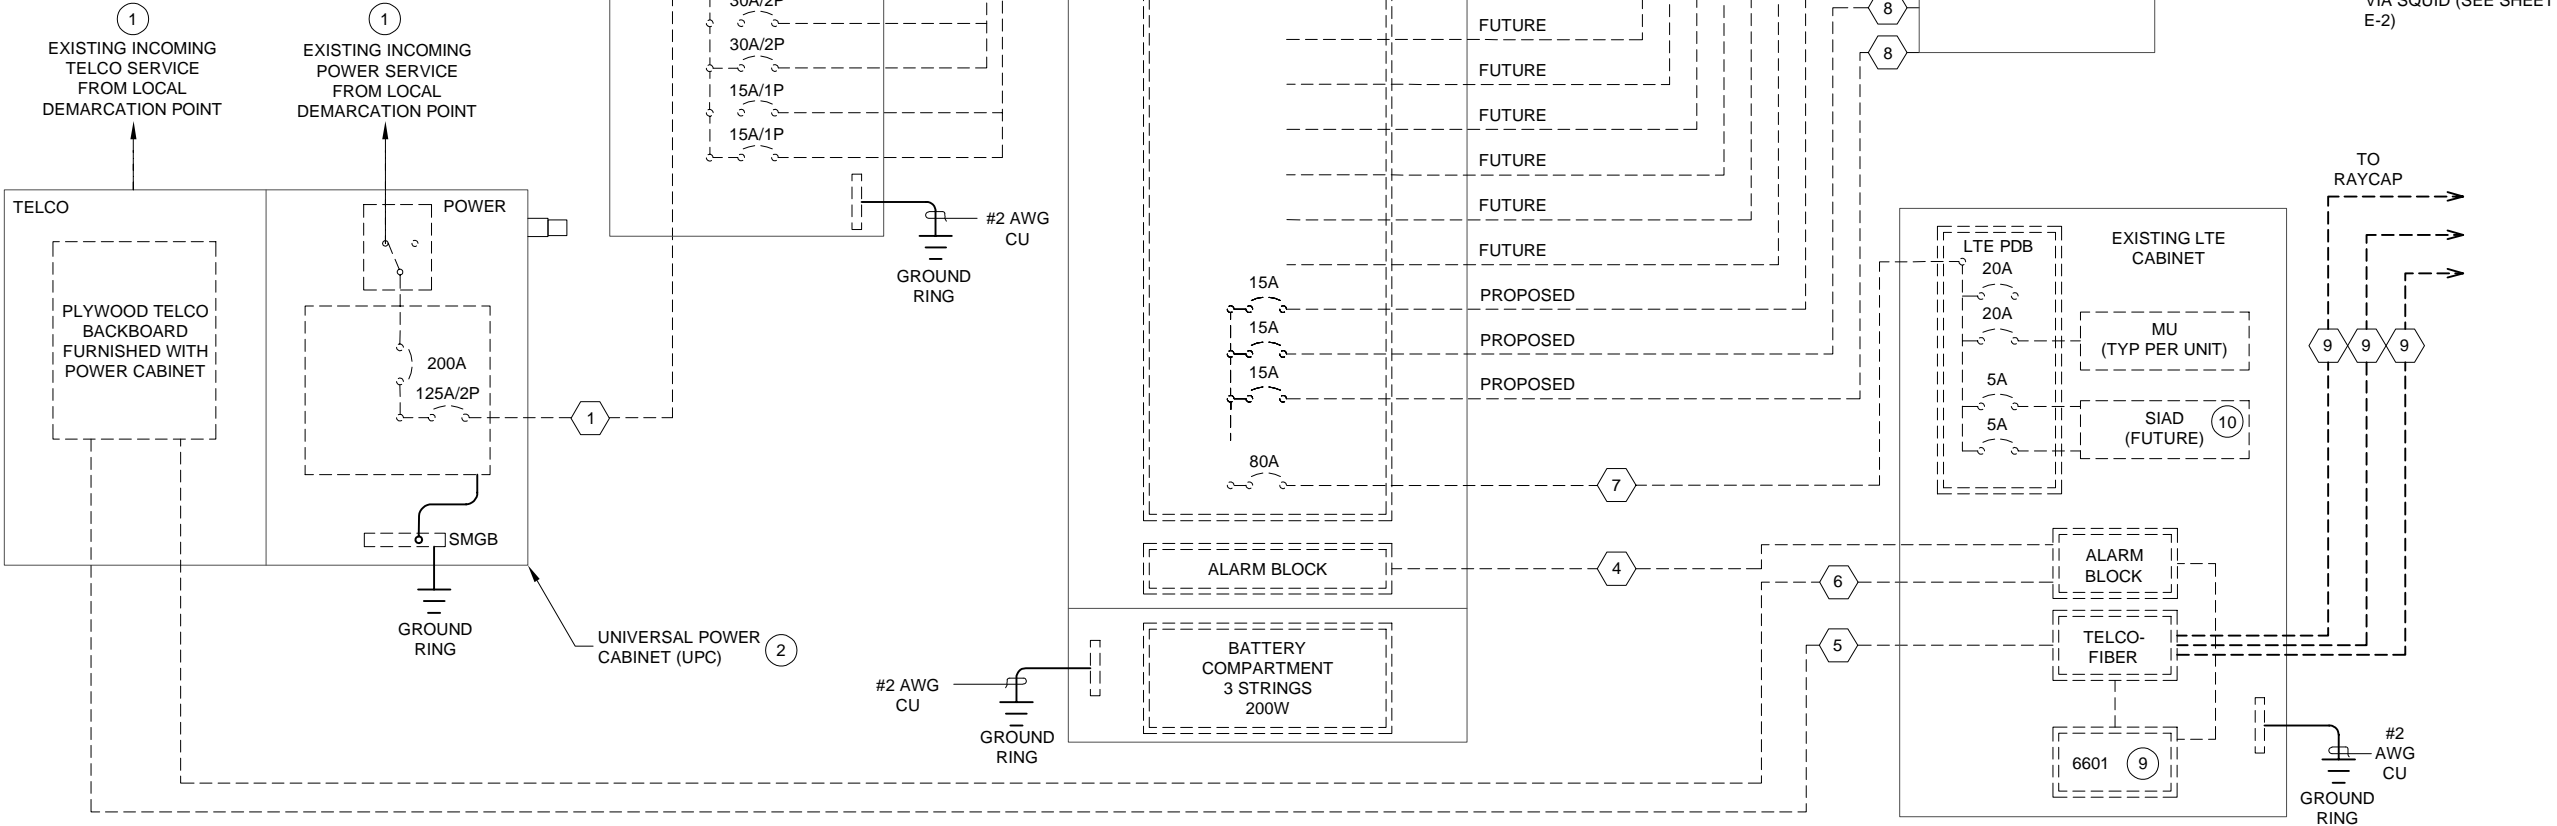 1
EXISTING INCOMING
TELCO SERVICE
FROM LOCAL
DEMARCATION POINT
1
EXISTING INCOMING
POWER SERVICE
FROM LOCAL
DEMARCATION POINT
30A/2P
30A/2P
15A/1P
15A/1P
#2 AWG
CU
GROUND
RING
TELCO
POWER
PLYWOOD TELCO
BACKBOARD
FURNISHED WITH
POWER CABINET
200A
125A/2P
1
SMGB
GROUND
RING
UNIVERSAL POWER
CABINET (UPC)
2
FUTURE
FUTURE
FUTURE
FUTURE
FUTURE
FUTURE
15A
PROPOSED
15A
PROPOSED
15A
PROPOSED
80A
7
ALARM BLOCK
4
6
5
BATTERY
COMPARTMENT
3 STRINGS
200W
#2 AWG
CU
GROUND
RING
8
8
VIA SQUID (SEE SHEET
E-2)
TO
RAYCAP
LTE PDB
EXISTING LTE
CABINET
20A
20A
MU
(TYP PER UNIT)
5A
5A
SIAD
(FUTURE)
10
9
9
9
ALARM
BLOCK
TELCO-
FIBER
6601
9
#2
AWG
CU
GROUND
RING